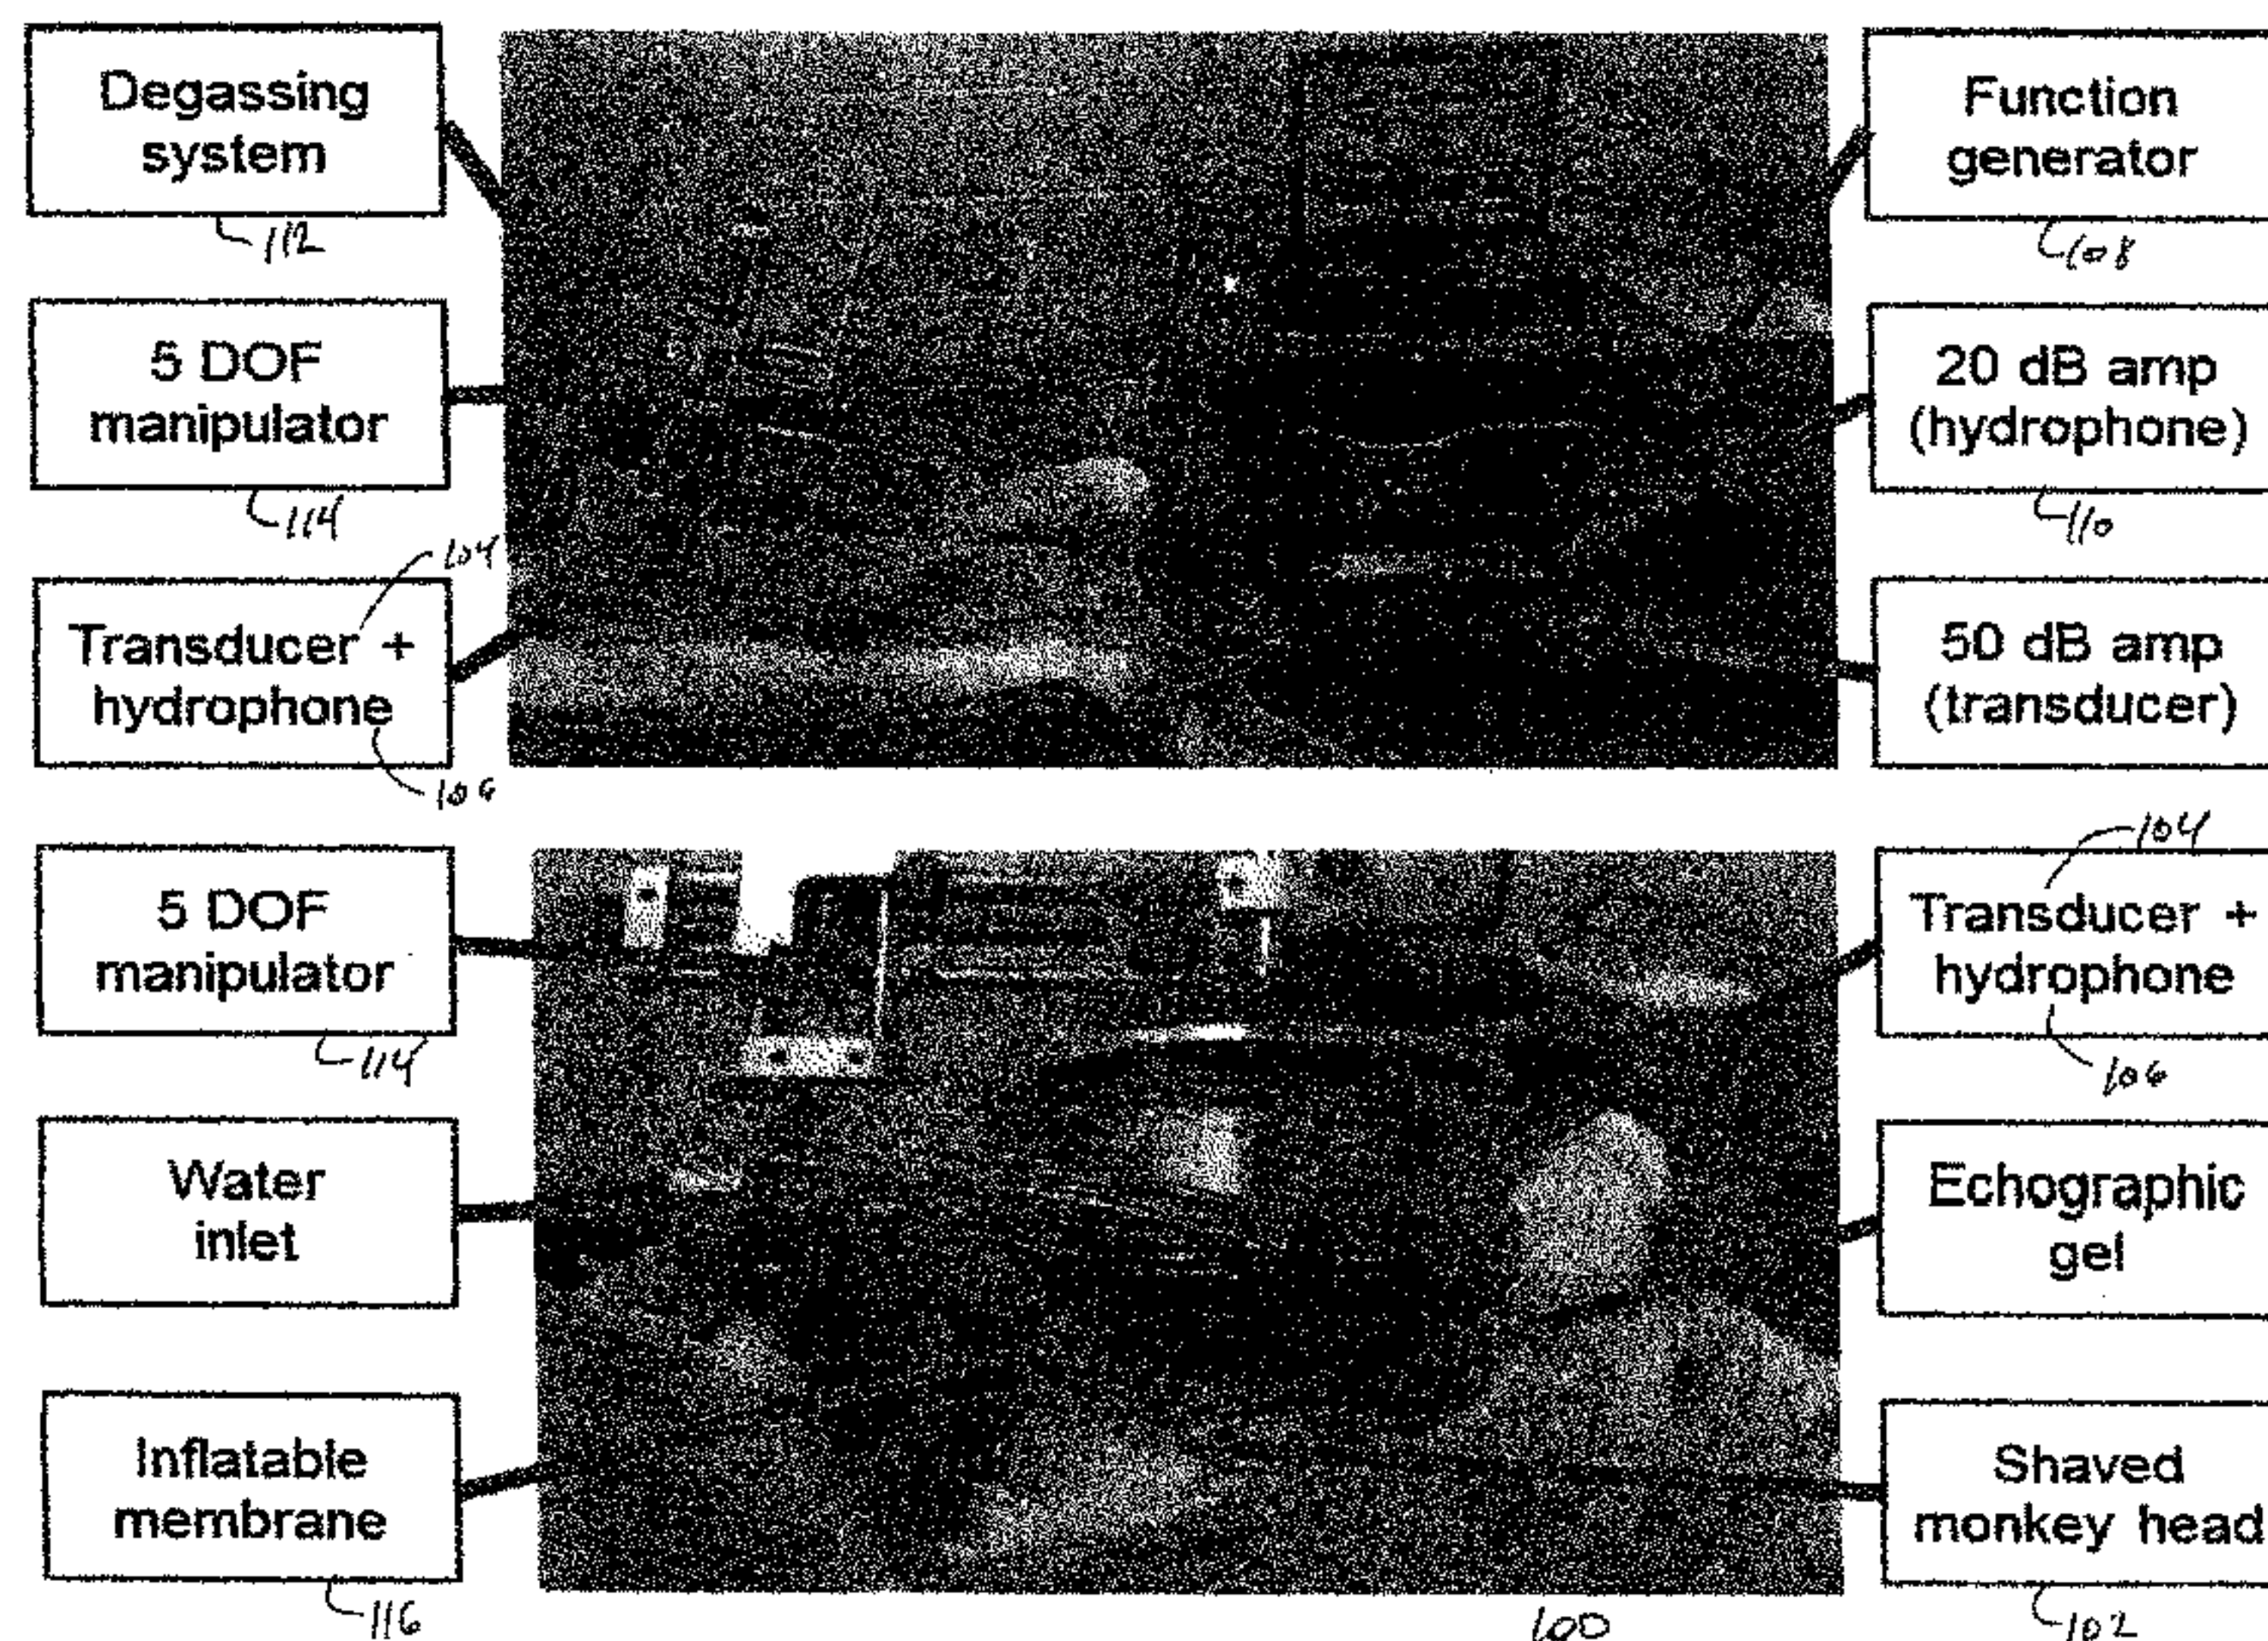 Degassing
system
112
5 DOF
manipulator
114
104
Transducer +
hydrophone
106
Function
generator
108
20 dB amp
(hydrophone)
110
50 dB amp
(transducer)
5 DOF
manipulator
114
Water
inlet
Inflatable
membrane
116
104
Transducer +
hydrophone
106
Echographic
gel
Shaved
monkey head
102
100